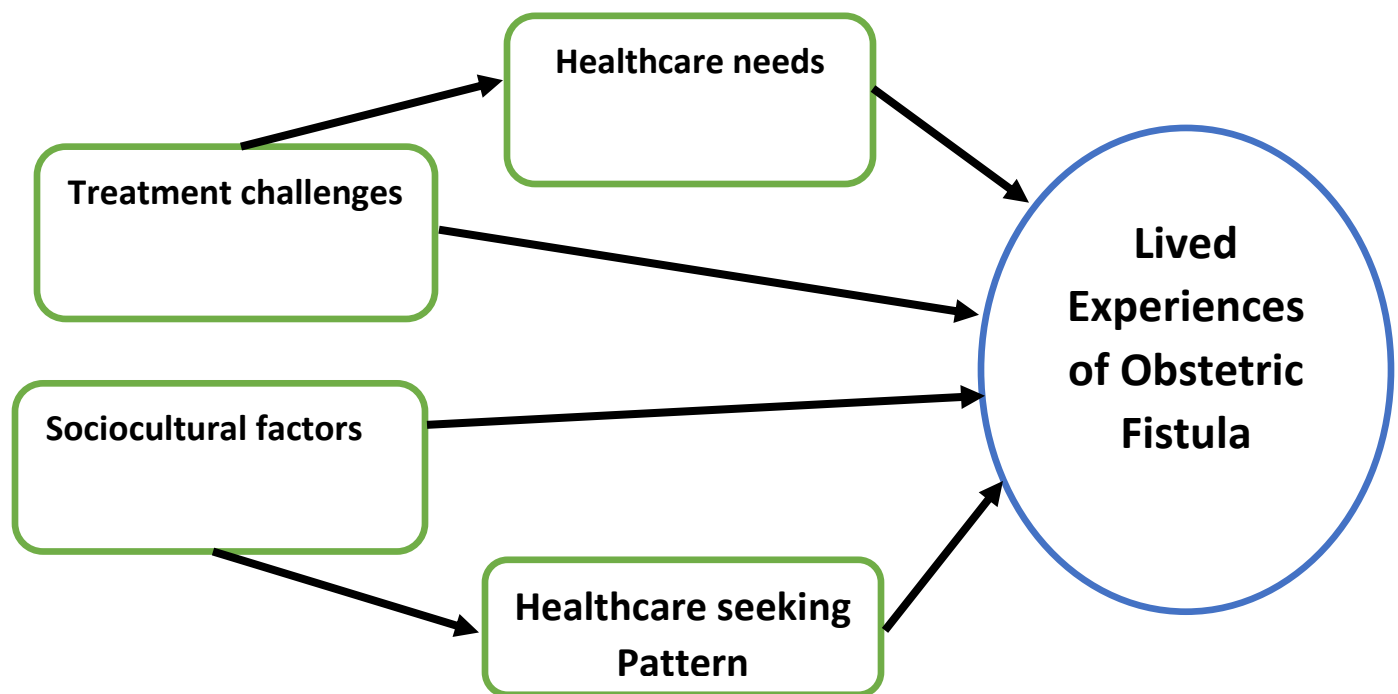 Healthcare needs
Treatment challenges
Sociocultural factors
Healthcare seeking
Pattern
Lived
Experiences
of Obstetric
Fistula